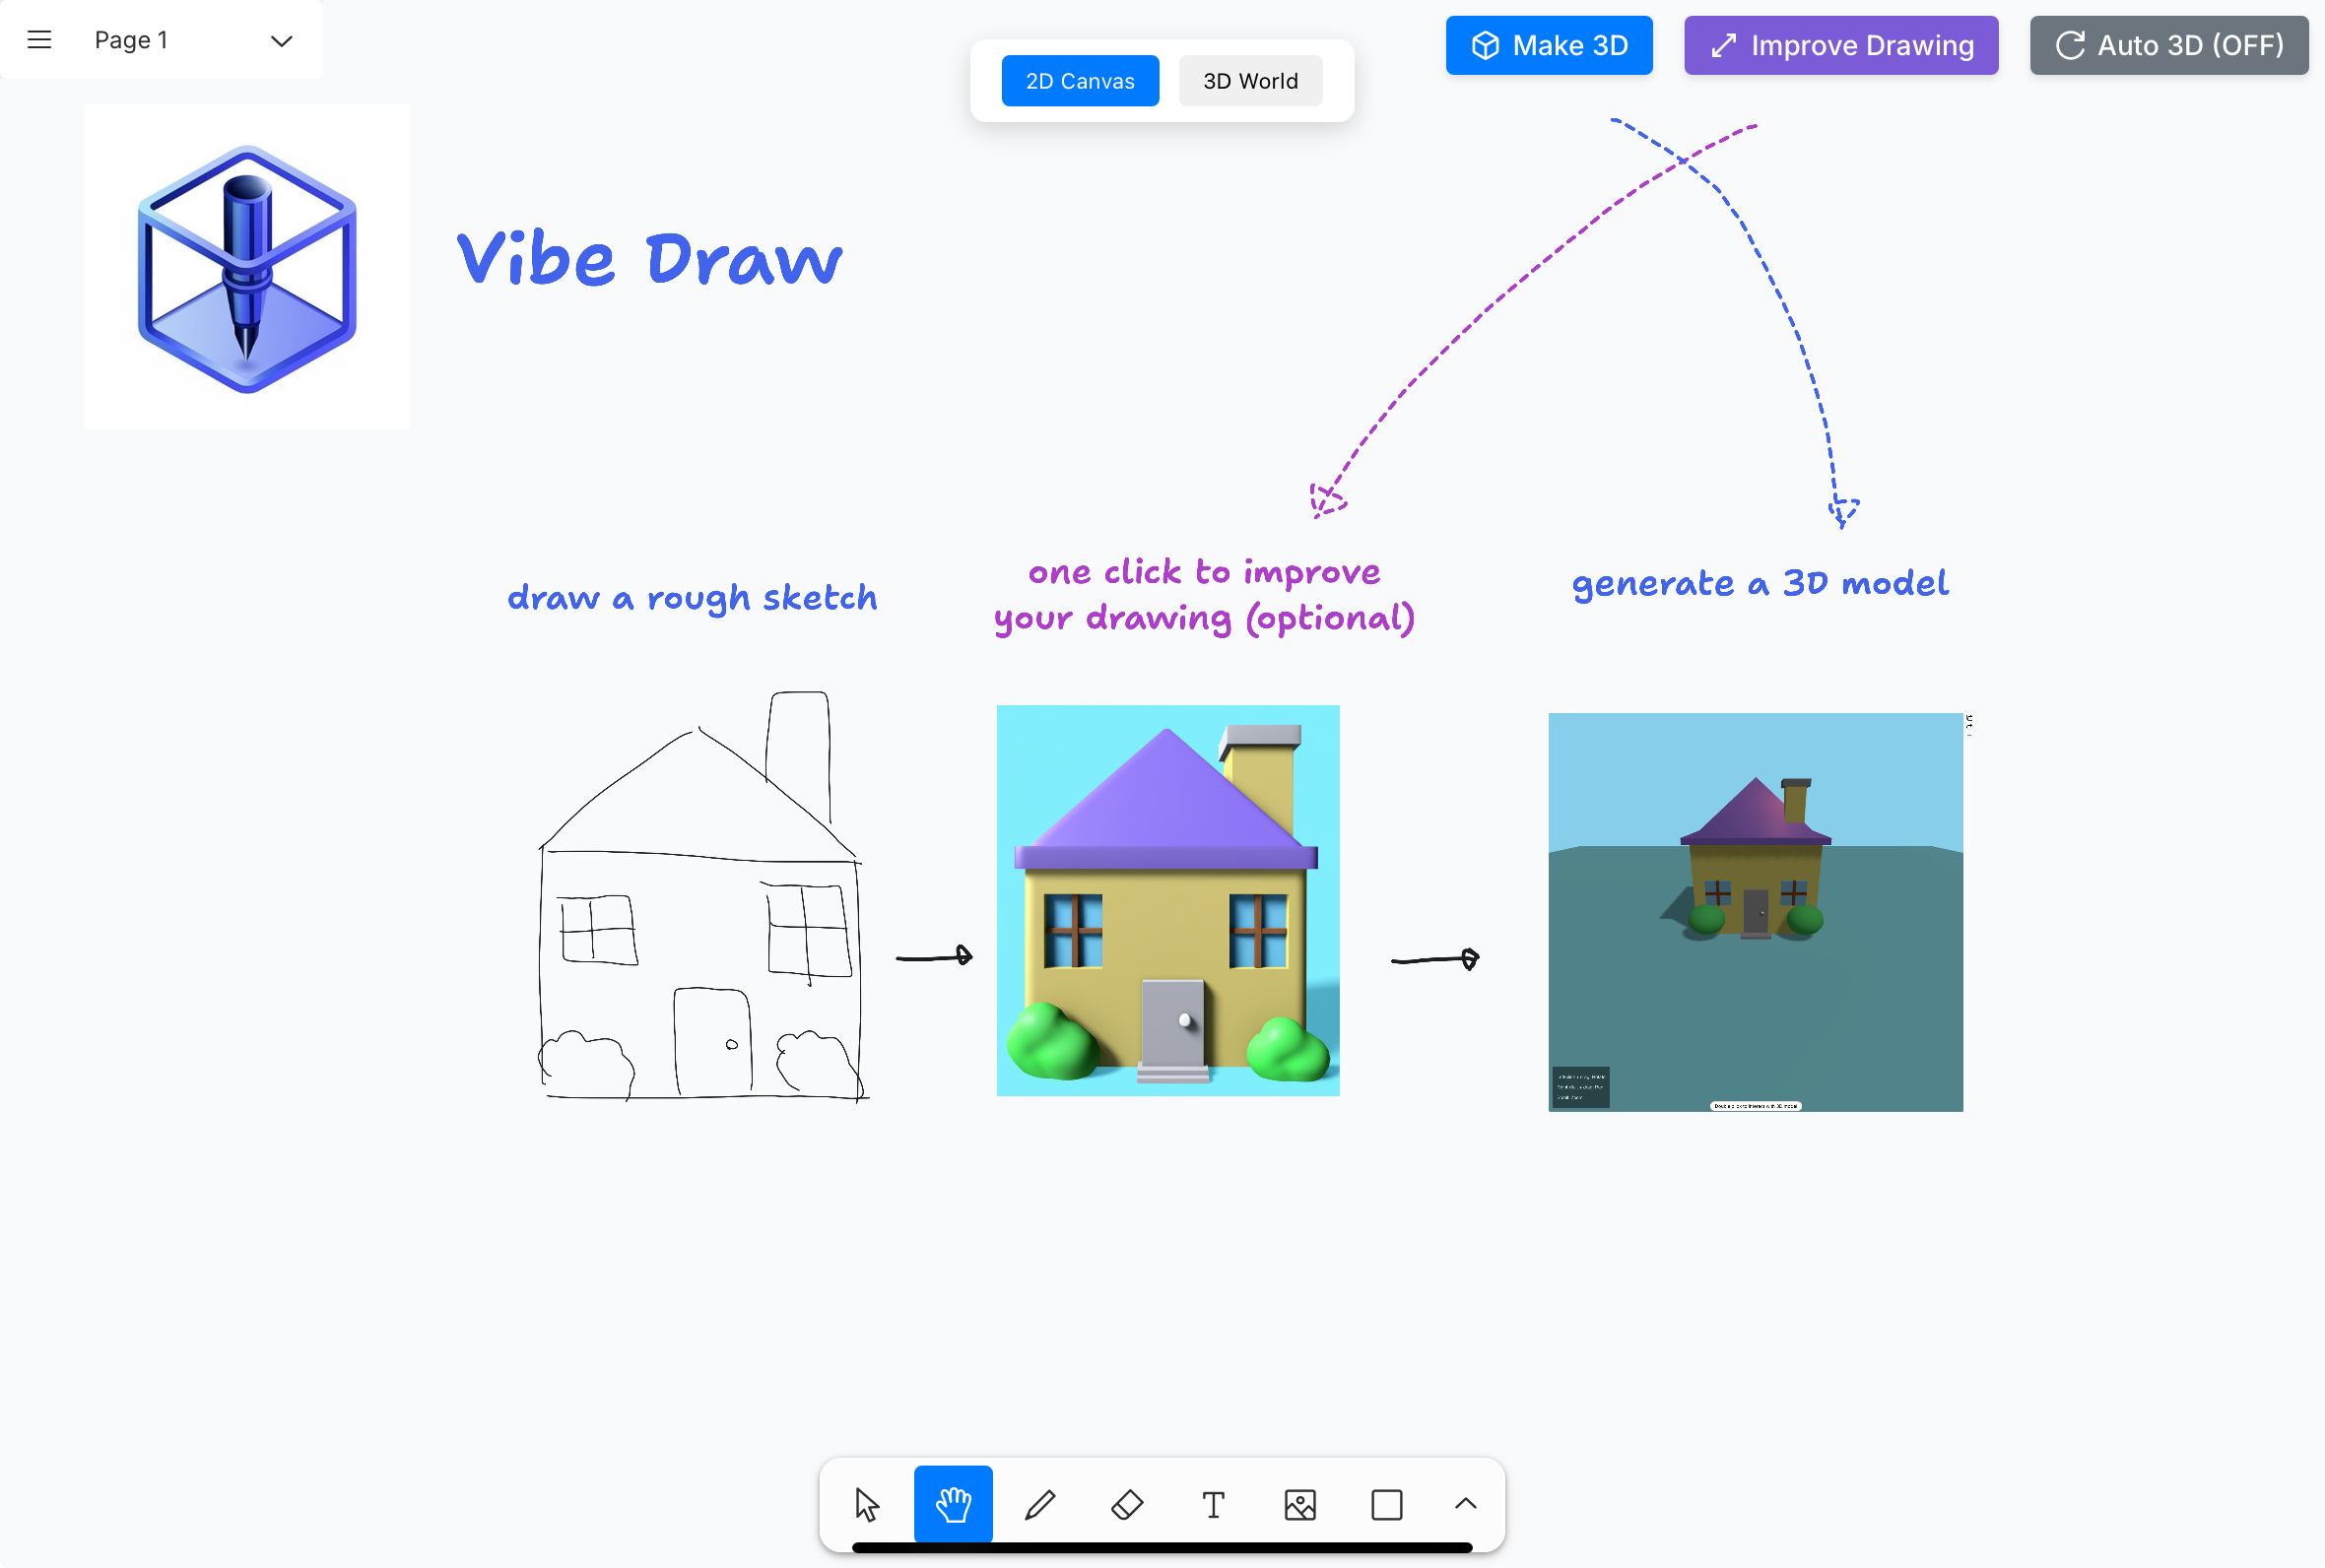 Page 1
2D Canvas
3D World
Make 3D
Improve Drawing
Auto 3D (OFF)
Vibe Draw
draw a rough sketch
one click to improve
your drawing (optional)
generate a 3D model